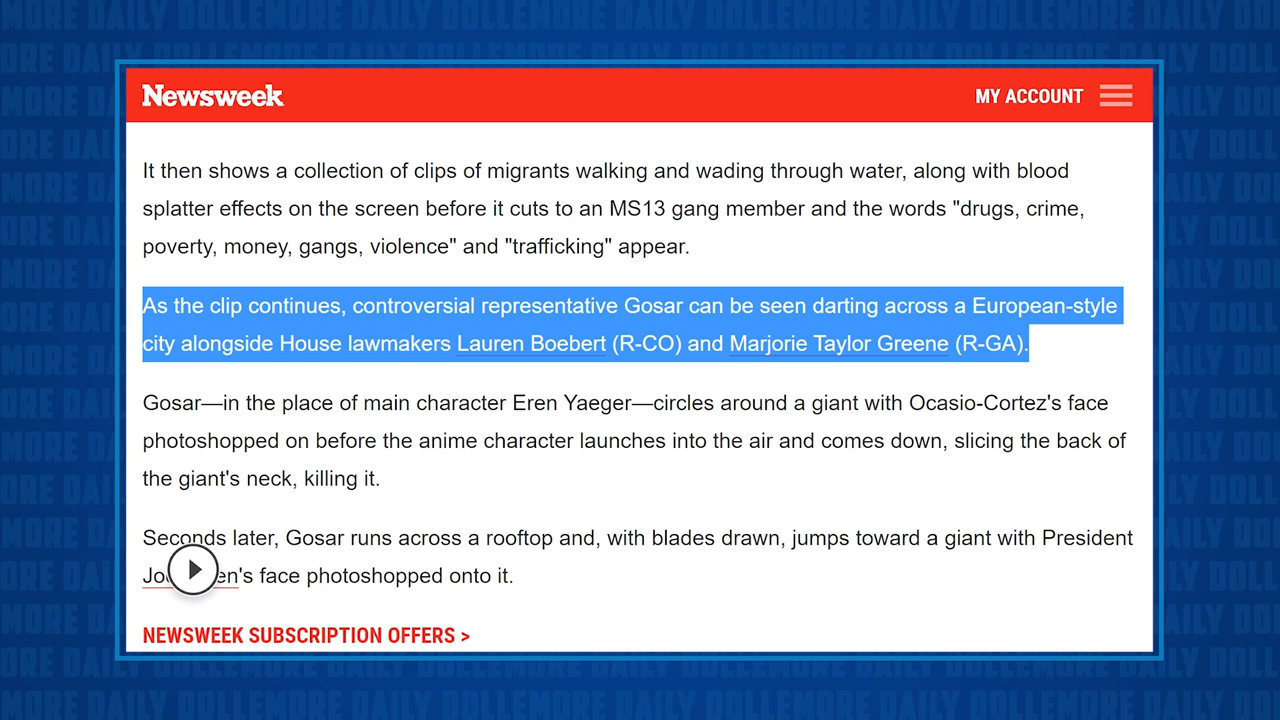 Newsweek
MY ACCOUNT
It then shows a collection of clips of migrants walking and wading through water, along with blood
splatter effects on the screen before it cuts to an MS13 gang member and the words "drugs, crime,
poverty, money, gangs, violence" and "trafficking" appear.
As the clip continues, controversial representative Gosar can be seen darting across a European-style
city alongside House lawmakers Lauren Boebert (R-CO) and Marjorie Taylor Greene (R-GA).
Gosar—in the place of main character Eren Yaeger—circles around a giant with Ocasio-Cortez's face
photoshopped on before the anime character launches into the air and comes down, slicing the back of
the giant's neck, killing it.
Seconds later, Gosar runs across a rooftop and, with blades drawn, jumps toward a giant with President
face photoshopped onto it.
NEWSWEEK SUBSCRIPTION OFFERS >